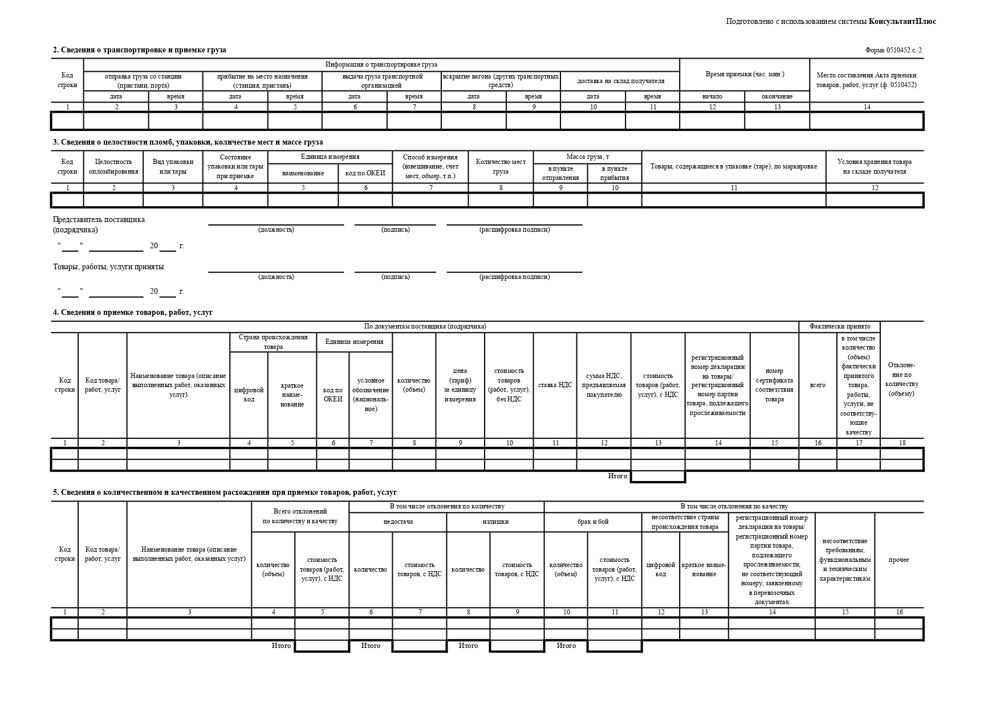 Подготовлено с использованием системы КонсультантПлюс
2. Сведения о транспортировке и приемке груза
Форма 0510452 с. 2
Код
строки
Информация о транспортировке груза
отправка груза со станции
(пристани, порта)
прибытие на место назначения
(станция, пристань)
выдача груза транспортной
организацией
вскрытие вагона (других транспортных
средств)
доставка на склад получателя
Время приемки (час. мин.)
Место составления Акта приемки
товаров, работ, услуг (ф. 0510452)
дата время дата время дата время дата время дата время начало окончание
1 2 3 4 5 6 7 8 9 10 11 12 13 14
3. Сведения о целостности пломб, упаковки, количестве мест и массе груза
Код
строки
Целостность
опломбирования
Вид упаковки
или тары
Состояние
упаковки или тары
при приемке
Единица измерения
наименование
код по ОКЕИ
Способ измерения
(взвешивание, счет
мест, обмер, т.п.)
Количество мест
груза
Масса груза, т
в пункте
отправления
в пункте
прибытия
Товары, содержащиеся в упаковке (таре), по маркировке
Условия хранения товара
на складе получателя
1 2 3 4 5 6 7 8 9 10 11 12
Представитель поставщика
(подрядчика)
(должность) (подпись) (расшифровка подписи)
" " 20 г.
Товары, работы, услуги приняты
(должность) (подпись) (расшифровка подписи)
" " 20 г.
4. Сведения о приемке товаров, работ, услуг
По документам поставщика (подрядчика)
Фактически принято
Код
строки
Код товара/
работ, услуг
Наименование товара (описание
выполненных работ, оказанных
услуг)
Страна происхождения
товара
цифровой
код
краткое
наиме-
нование
Единица измерения
код по
ОКЕИ
условное
обозначение
(националь-
ное)
количество
(объем)
цена
(тариф)
за единицу
измерения
стоимость
товаров
(работ, услуг),
без НДС
ставка НДС
сумма НДС,
предъявляемая
покупателю
стоимость
товаров (работ,
услуг), с НДС
регистрационный
номер декларации
на товары/
регистрационный
номер партии
товара, подлежащего
прослеживаемости
номер
сертификата
соответствия
товара
всего
в том числе
количество
(объем)
фактически
принятого
товара,
работы,
услуги, не
соответству-
ющие
качеству
Отклоне-
ние по
количеству
(объему)
1 2 3 4 5 6 7 8 9 10 11 12 13 14 15 16 17 18
Итого
5. Сведения о количественном и качественном расхождении при приемке товаров, работ, услуг
Код
строки
Код товара/
работ, услуг
Наименование товара (описание
выполненных работ, оказанных услуг)
Всего отклонений
по количеству и качеству
количество
(объем)
стоимость
товаров (работ,
услуг), с НДС
В том числе отклонения по количеству
недостача
количество
стоимость
товаров, с НДС
излишки
количество
стоимость
товаров, с НДС
В том числе отклонения по качеству
брак и бой
количество
(объем)
стоимость
товаров (работ,
услуг), с НДС
несоответствие страны
происхождения товара
цифровой
код
краткое наиме-
нование
регистрационный номер
декларации на товары/
регистрационный номер
партии товара,
подлежащего
прослеживаемости,
не соответствующий
номеру, заявленному
в перевозочных
документах
несоответствие
требованиям,
функциональным
и техническим
характеристикам
прочее
1 2 3 4 5 6 7 8 9 10 11 12 13 14 15 16
Итого Итого Итого Итого